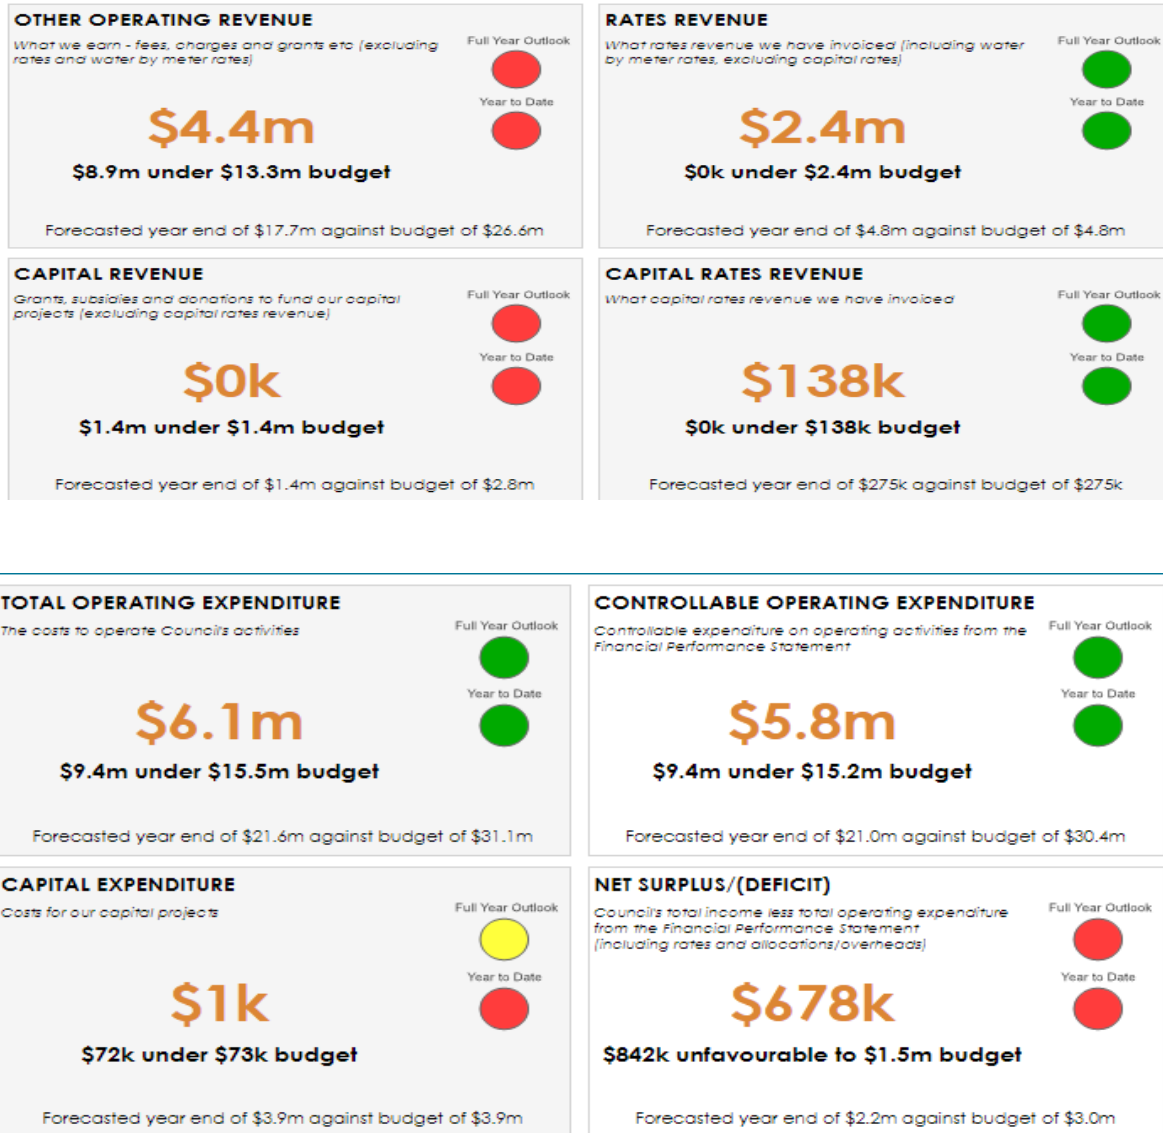 OTHER OPERATING REVENUE
What we earn - fees, charges and grants etc (excluding
rates and water by meter rates)
Full Year Outlook
Year to Date
$4.4m
$8.9m under $13.3m budget
Forecasted year end of $17.7m against budget of $26.6m
RATES REVENUE
What rates revenue we have invoiced (including water
by meter rates, excluding capital rates)
Full Year Outlook
Year to Date
$2.4m
$0k under $2.4m budget
Forecasted year end of $4.8m against budget of $4.8m
CAPITAL REVENUE
Grants, subsidies and donations to fund our capital
projects (excluding capital rates revenue)
Full Year Outlook
Year to Date
$0k
$1.4m under $1.4m budget
Forecasted year end of $1.4m against budget of $2.8m
CAPITAL RATES REVENUE
What capital rates revenue we have invoiced
Full Year Outlook
Year to Date
$138k
$0k under $138k budget
Forecasted year end of $275k against budget of $275k
TOTAL OPERATING EXPENDITURE
The costs to operate Council's activities
Full Year Outlook
Year to Date
$6.1m
$9.4m under $15.5m budget
Forecasted year end of $21.6m against budget of $31.1m
CONTROLLABLE OPERATING EXPENDITURE
Controllable expenditure on operating activities from the
Financial Performance Statement
Full Year Outlook
Year to Date
$5.8m
$9.4m under $15.2m budget
Forecasted year end of $21.0m against budget of $30.4m
CAPITAL EXPENDITURE
Costs for our capital projects
Full Year Outlook
Year to Date
$1k
$72k under $73k budget
Forecasted year end of $3.9m against budget of $3.9m
NET SURPLUS/(DEFICIT)
Council's total income less total operating expenditure
from the Financial Performance Statement
(including rates and allocations/overheads)
Full Year Outlook
Year to Date
$678k
$842k unfavourable to $1.5m budget
Forecasted year end of $2.2m against budget of $3.0m